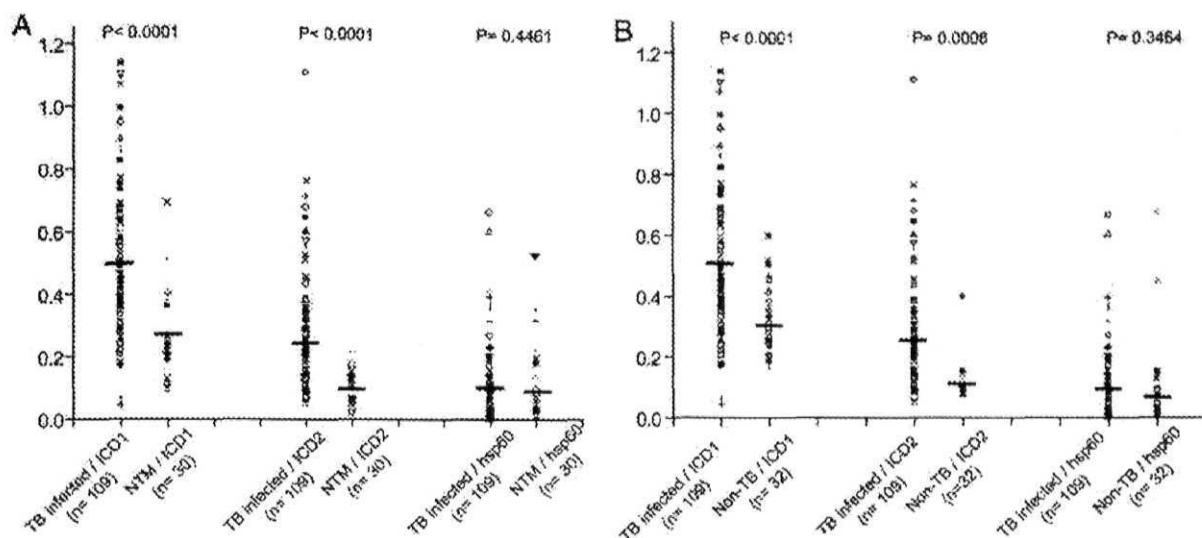 A
P< 0.0001
P< 0.0001
P= 0.4461
1.2
1.0
0.8
0.6
0.4
0.2
0.0
TB infected / ICD1
(n= 109)
NTM / ICD1
(n= 30)
TB infected / ICD2
(n= 109)
NTM / ICD2
(n= 30)
TB infected / hsp60
(n= 109)
NTM / hsp60
(n= 30)
B
P< 0.0001
P= 0.0006
P= 0.3464
1.2
1.0
0.8
0.6
0.4
0.2
0.0
TB infected / ICD1
(n= 109)
Non-TB / ICD1
(n= 32)
TB infected / ICD2
(n= 109)
Non-TB / ICD2
(n=32)
TB infected / hsp60
(n= 109)
Non-TB / hsp60
(n= 32)